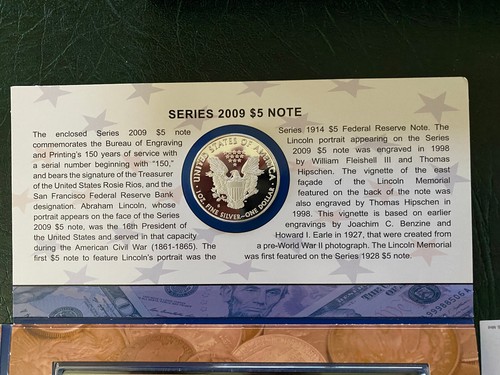 SERIES 2009 $5 NOTE
The enclosed Series 2009 $5 note
commemorates the Bureau of Engraving
and Printing's 150 years of service with
a serial number beginning with "150,"
and bears the signature of the Treasurer
of the United States Rosie Rios, and the
San Francisco Federal Reserve Bank
designation. Abraham Lincoln, whose
portrait appears on the face of the Series
2009 $5 note, was the 16th President of
the United States and served in that capacity
during the American Civil War (1861-1865). The
first $5 note to feature Lincoln's portrait was the
UNITED STATES OF AMERICA
1 OZ. FINE SILVER~ONE DOLLAR
Series 1914 $5 Federal Reserve Note. The
Lincoln portrait appearing on the Series
2009 $5 note was engraved in 1998
by William Fleishell III and Thomas
Hipschen. The vignette of the east
façade of the Lincoln Memorial
featured on the back of the note was
also engraved by Thomas Hipschen in
1998. This vignette is based on earlier
engravings by Joachim C. Benzine and
Howard I. Earle in 1927, that were created from
a pre-World War II photograph. The Lincoln Memorial
was first featured on the Series 1928 $5 note.